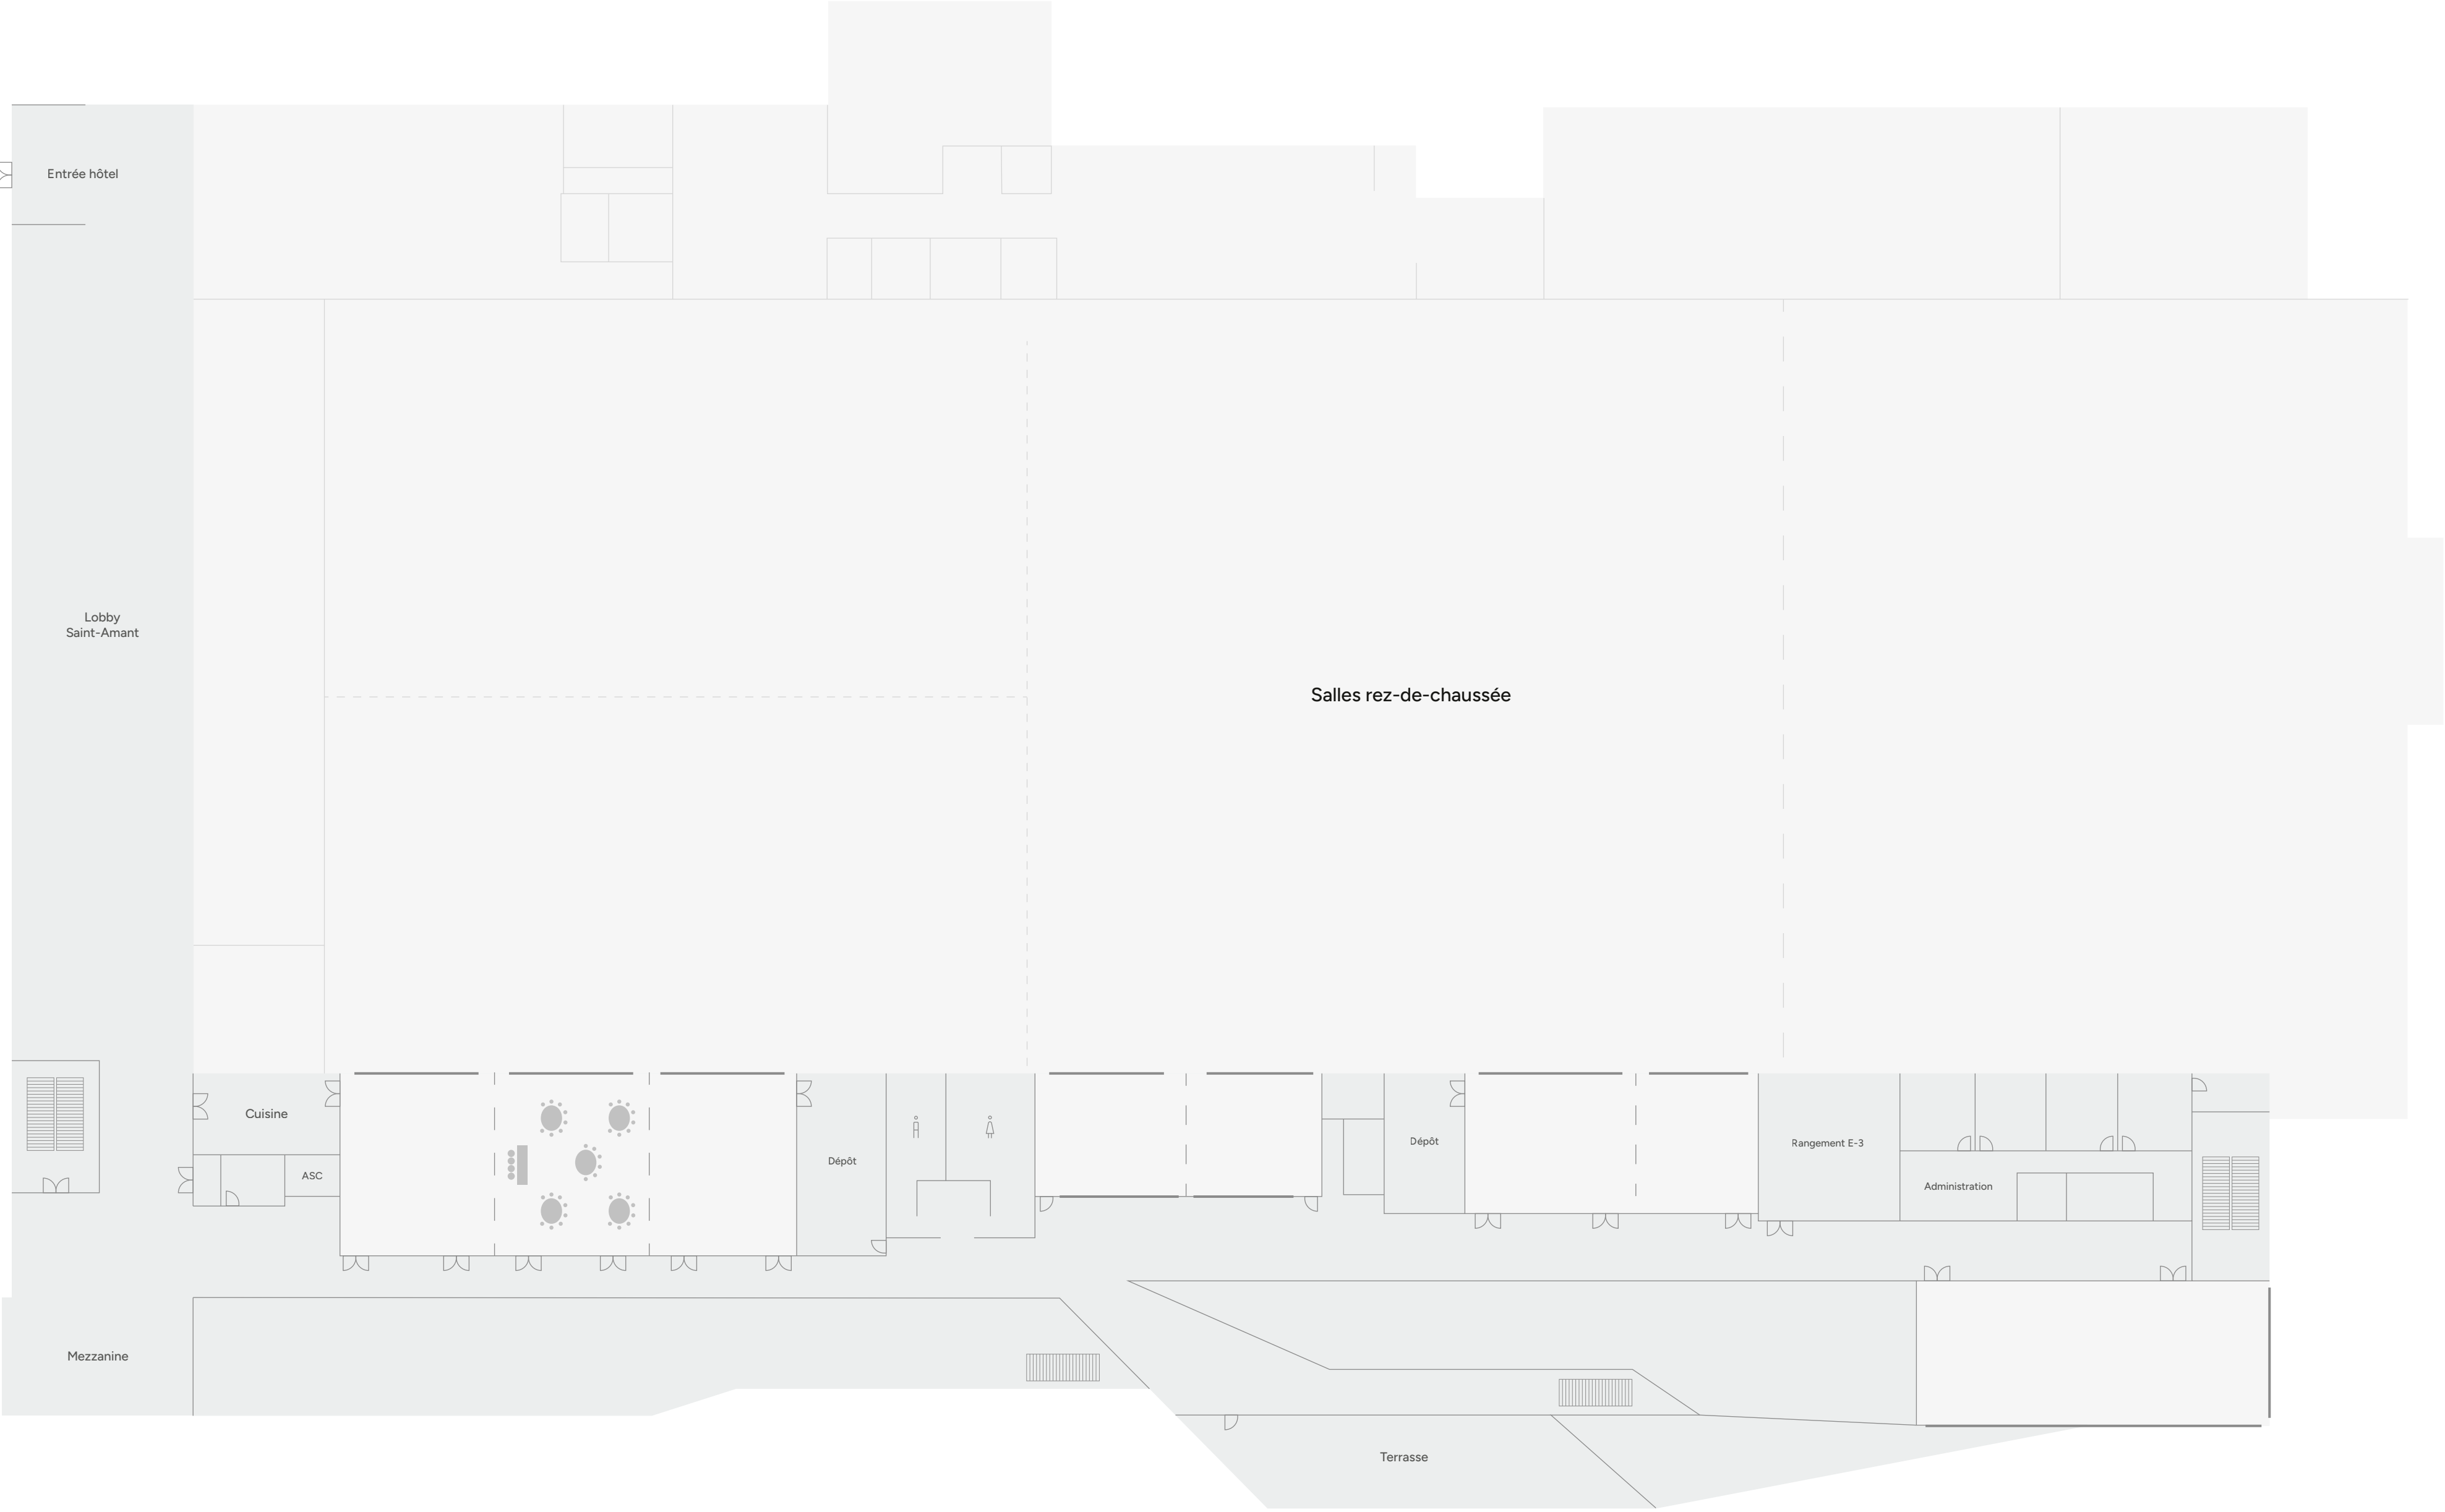 Entrée hôtel
Lobby
Saint-Amant
Salles rez-de-chaussée
Cuisine
ASC
Dépôt
Dépôt
Rangement E-3
Administration
Mezzanine
Terrasse